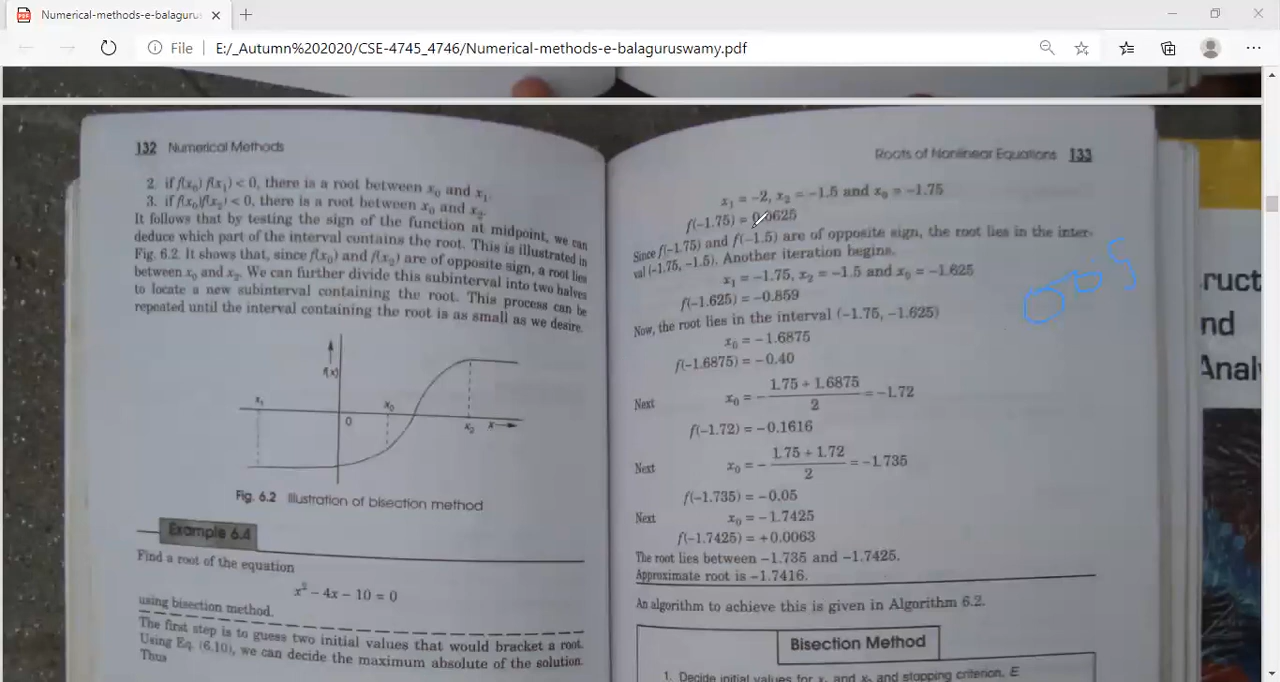 Numerical-methods-e-balagurus
File
E:/_Autumn%202020/CSE-4745_4746/Numerical-methods-e-balaguruswamy.pdf
132 Numerical Methods
2. if f(x₀) f(x₁) < 0, there is a root between x₀ and x₁.
3. if f(x₀)f(x₂) < 0, there is a root between x₀ and x₂.
It follows that by testing the sign of the function at midpoint, we can
deduce which part of the interval contains the root. This is illustrated in
Fig. 6.2. It shows that, since f(x₀) and f(x₂) are of opposite sign, a root lies
between x₀ and x₂. We can further divide this subinterval into two halves
to locate a new subinterval containing the root. This process can be
repeated until the interval containing the root is as small as we desire.
f(x)
x₁
x₀
0
x₂
x
Fig. 6.2 Illustration of bisection method
Example 6.4
Find a root of the equation
x² – 4x – 10 = 0
using bisection method.
The first step is to guess two initial values that would bracket a root.
Using Eq. (6.10), we can decide the maximum absolute of the solution.
Thus
Roots of Nonlinear Equations 133
x₁ = –2, x₂ = –1.5 and x₀ = –1.75
f(–1.75) = 0.0625
Since f(–1.75) and f(–1.5) are of opposite sign, the root lies in the inter-
val (–1.75, –1.5). Another iteration begins.
x₁ = –1.75, x₂ = –1.5 and x₀ = –1.625
f(–1.625) = –0.859
Now, the root lies in the interval (–1.75, –1.625)
x₀ = –1.6875
f(–1.6875) = –0.40
Next x₀ = – (1.75 + 1.6875)/2 = –1.72
f(–1.72) = –0.1616
Next x₀ = – (1.75 + 1.72)/2 = –1.735
f(–1.735) = –0.05
Next x₀ = –1.7425
f(–1.7425) = +0.0063
The root lies between –1.735 and –1.7425.
Approximate root is –1.7416.
An algorithm to achieve this is given in Algorithm 6.2.
Bisection Method
1. Decide initial values for x₁ and x₂ and stopping criterion, E
ruct
nd
Anal